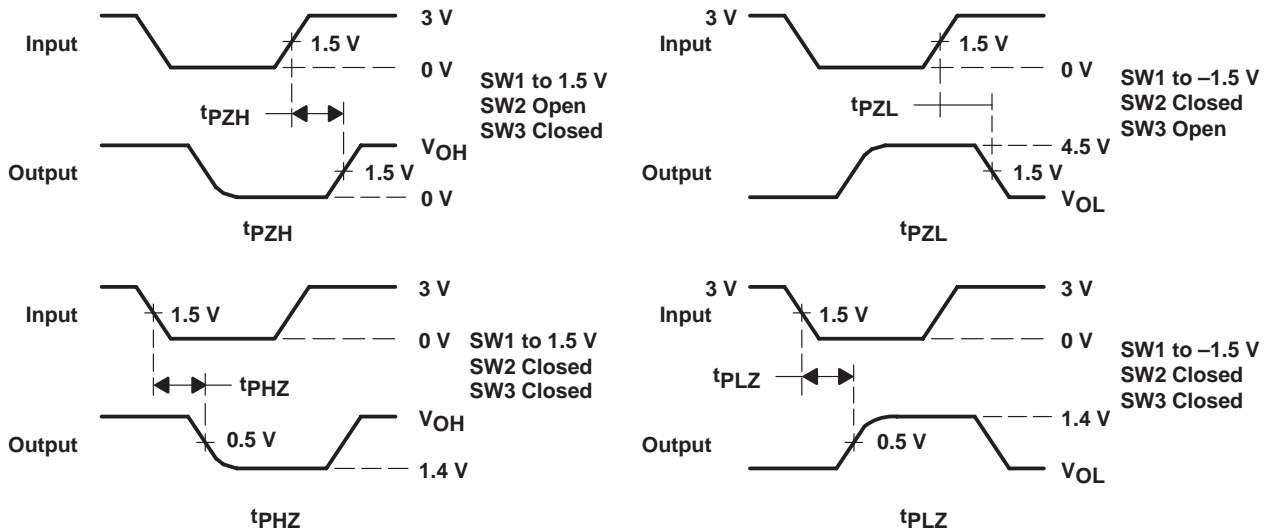 3 V
Input
1.5 V
0 V
SW1 to 1.5 V
SW2 Open
SW3 Closed
tPZH
VOH
Output
1.5 V
0 V
tPZH
3 V
Input
1.5 V
0 V
SW1 to –1.5 V
SW2 Closed
SW3 Open
tPZL
4.5 V
Output
1.5 V
VOL
tPZL
3 V
Input
1.5 V
0 V
SW1 to 1.5 V
SW2 Closed
SW3 Closed
tPHZ
VOH
Output
0.5 V
1.4 V
tPHZ
3 V
Input
1.5 V
0 V
SW1 to –1.5 V
SW2 Closed
SW3 Closed
tPLZ
1.4 V
Output
0.5 V
VOL
tPLZ